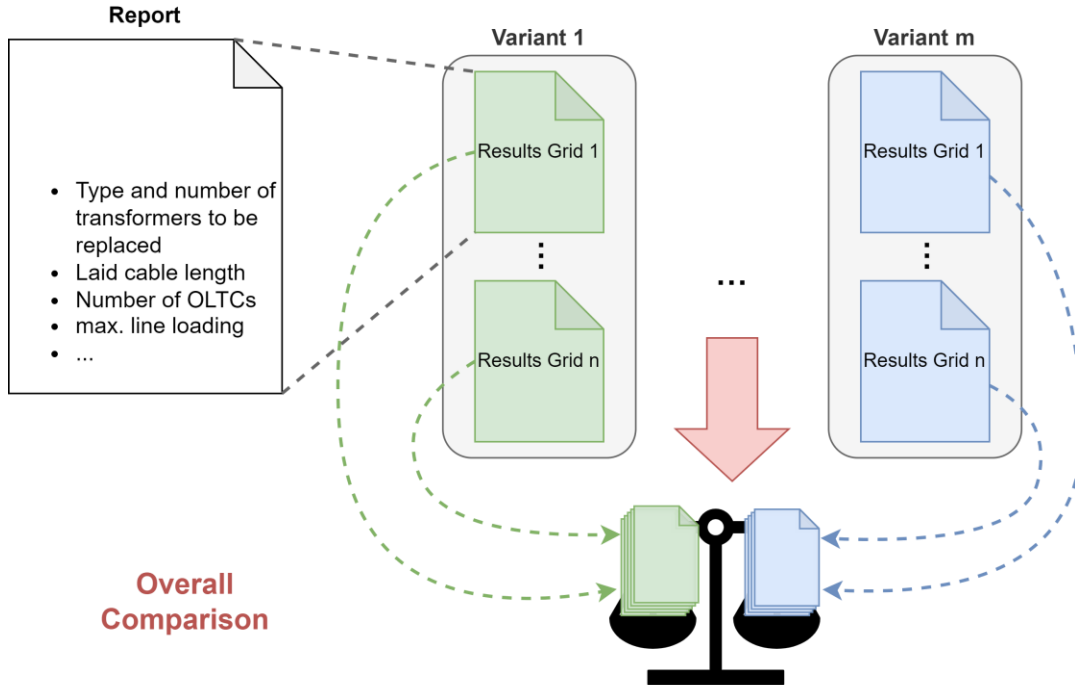 Report
• Type and number of
transformers to be
replaced
• Laid cable length
• Number of OLTCs
• max. line loading
• ...
Variant 1
Results Grid 1
⋮
Results Grid n
...
Variant m
Results Grid 1
⋮
Results Grid n
Overall
Comparison